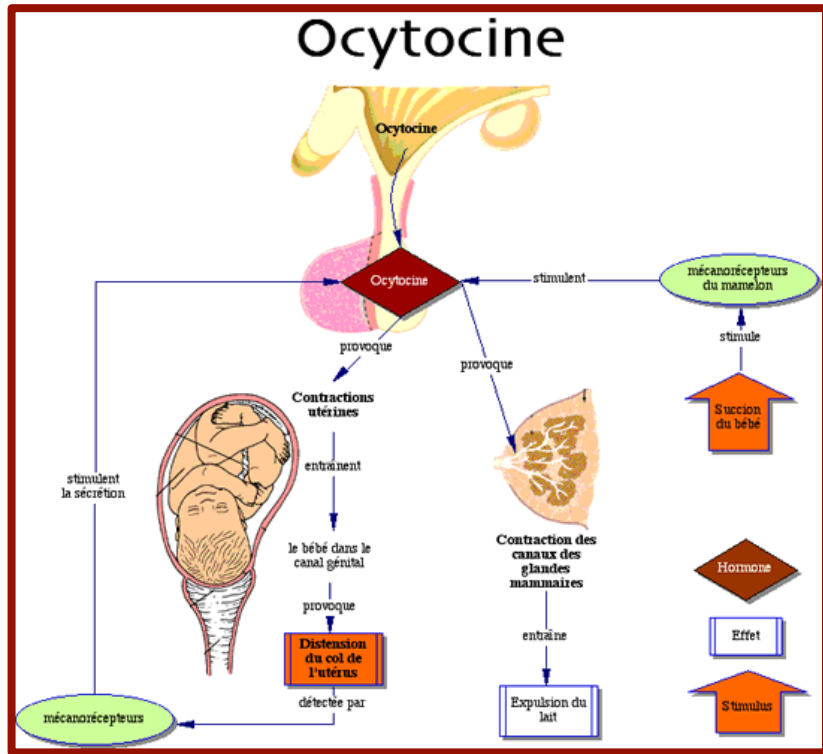 Ocytocine
Ocytocine
Ocytocine
stimulent
mécanorécepteurs
du mamelon
stimule
Succion
du bébé
provoque
provoque
Contractions
utérines
entraînent
stimulent
la sécrétion
le bébé dans le
canal génital
provoque
Distension
du col de
l'utérus
détectée par
mécanorécepteurs
Contraction des
canaux des
glandes
mammaires
entraîne
Expulsion du
lait
Hormone
Effet
Stimulus